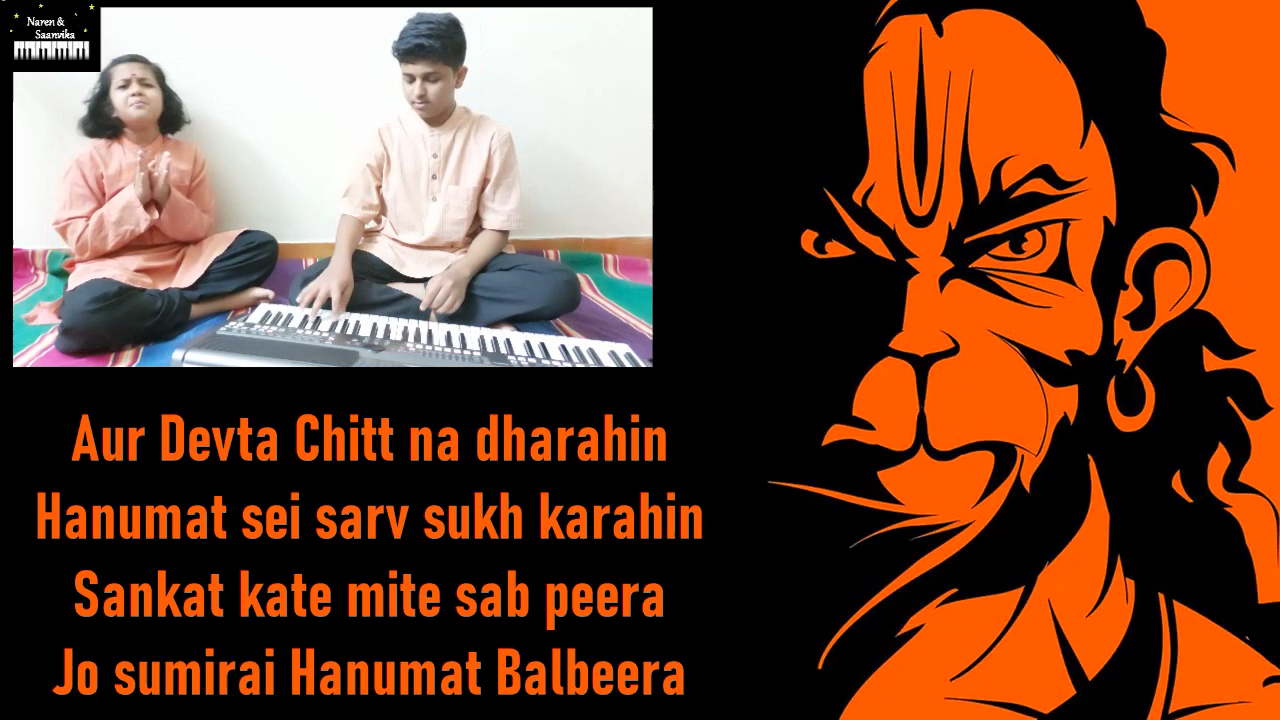 Naren &
Saanvika
Aur Devta Chitt na dharahin
Hanumat sei sarv sukh karahin
Sankat kate mite sab peera
Jo sumirai Hanumat Balbeera